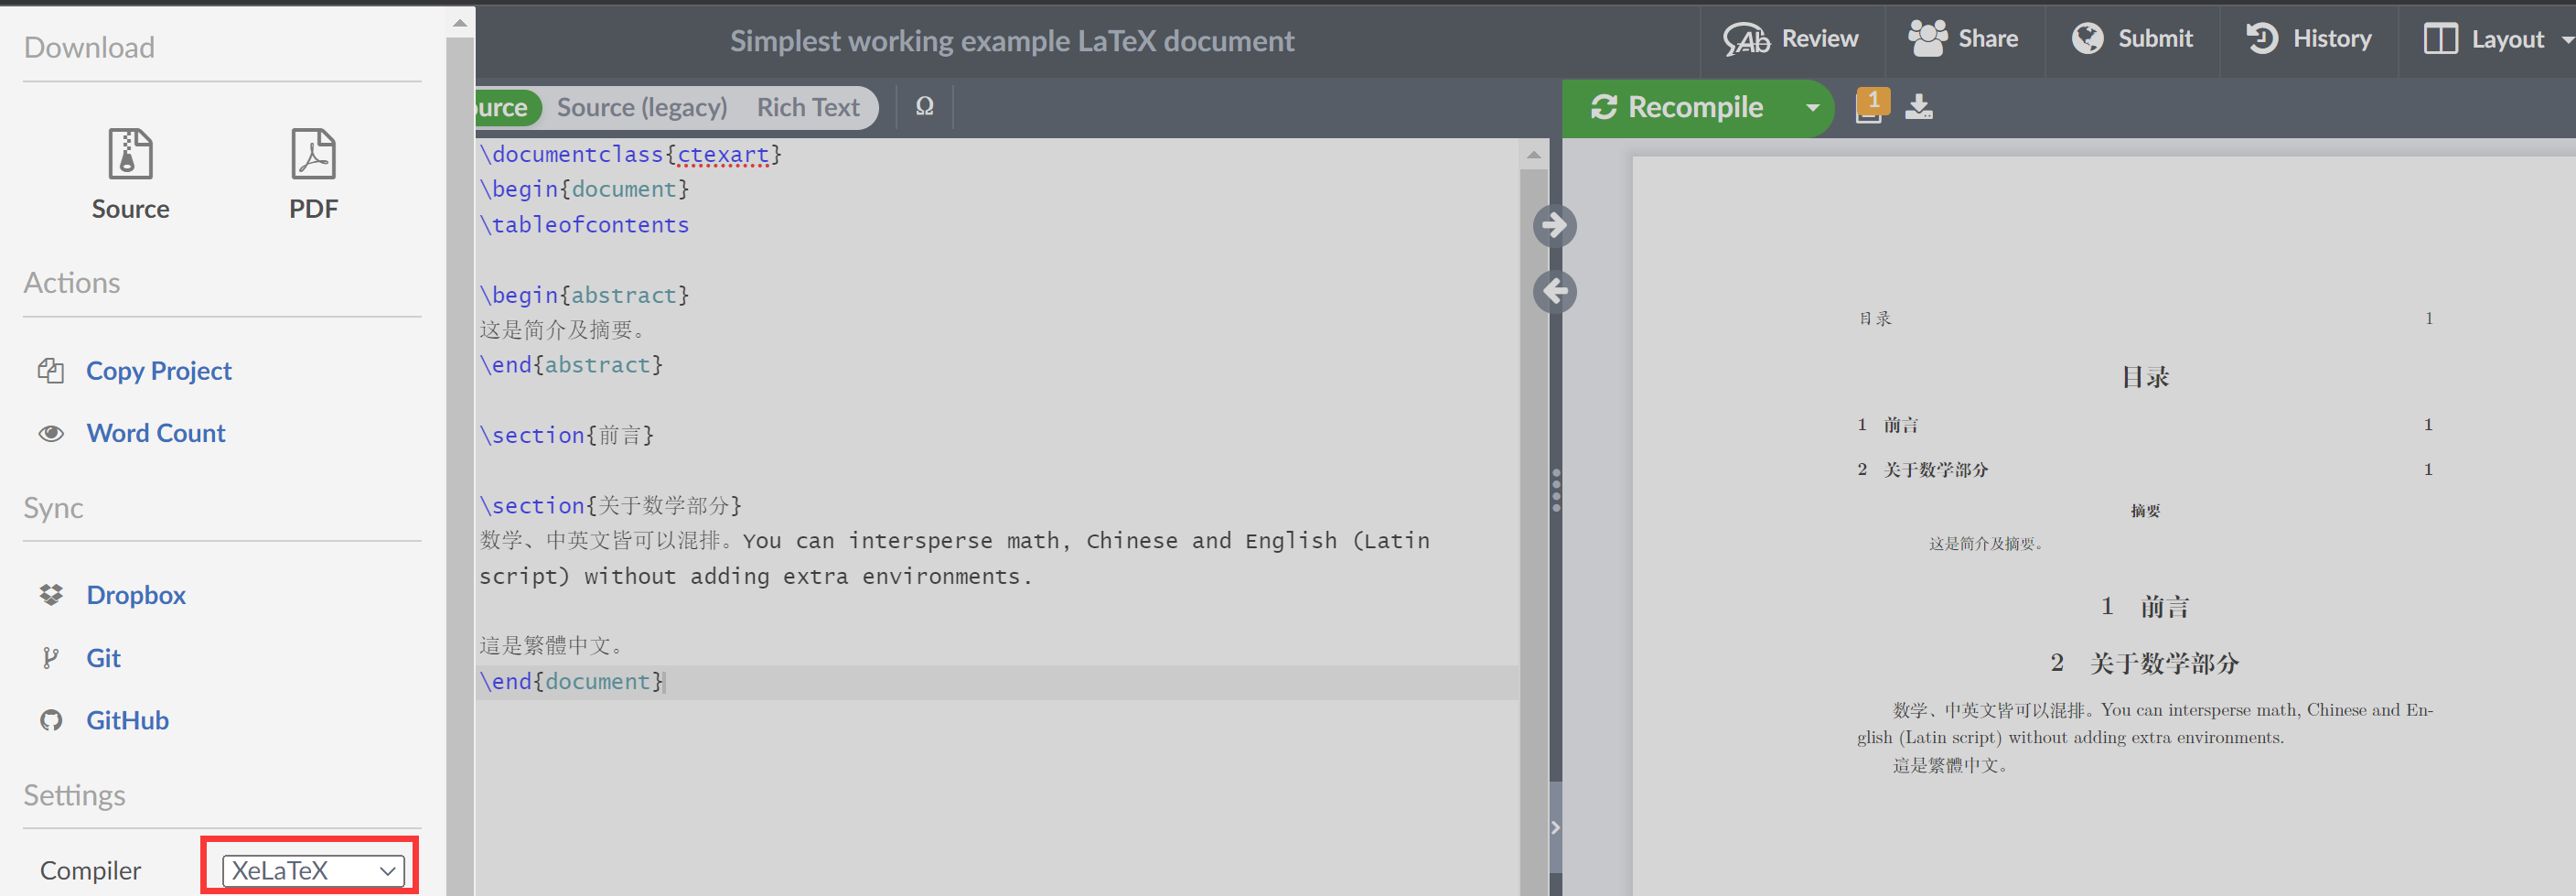 Download
Source PDF
Actions
Copy Project
Word Count
Sync
Dropbox
Git
GitHub
Settings
Compiler XeLaTeX
Simplest working example LaTeX document
Review Share Submit History Layout
urce Source (legacy) Rich Text Ω
\documentclass{ctexart}
\begin{document}
\tableofcontents
\begin{abstract}
这是简介及摘要。
\end{abstract}
\section{前言}
\section{关于数学部分}
数学、中英文皆可以混排。You can intersperse math, Chinese and English (Latin
script) without adding extra environments.
這是繁體中文。
\end{document}
Recompile 1
目录 1
目录
1 前言 1
2 关于数学部分 1
摘要
这是简介及摘要。
1 前言
2 关于数学部分
数学、中英文皆可以混排。You can intersperse math, Chinese and En-
glish (Latin script) without adding extra environments.
這是繁體中文。